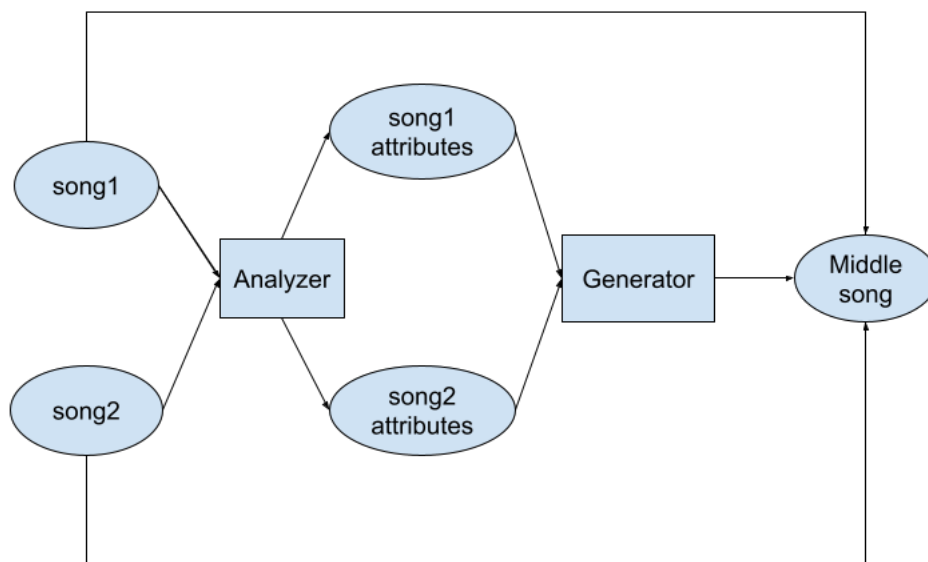 song1
song2
Analyzer
song1
attributes
song2
attributes
Generator
Middle
song